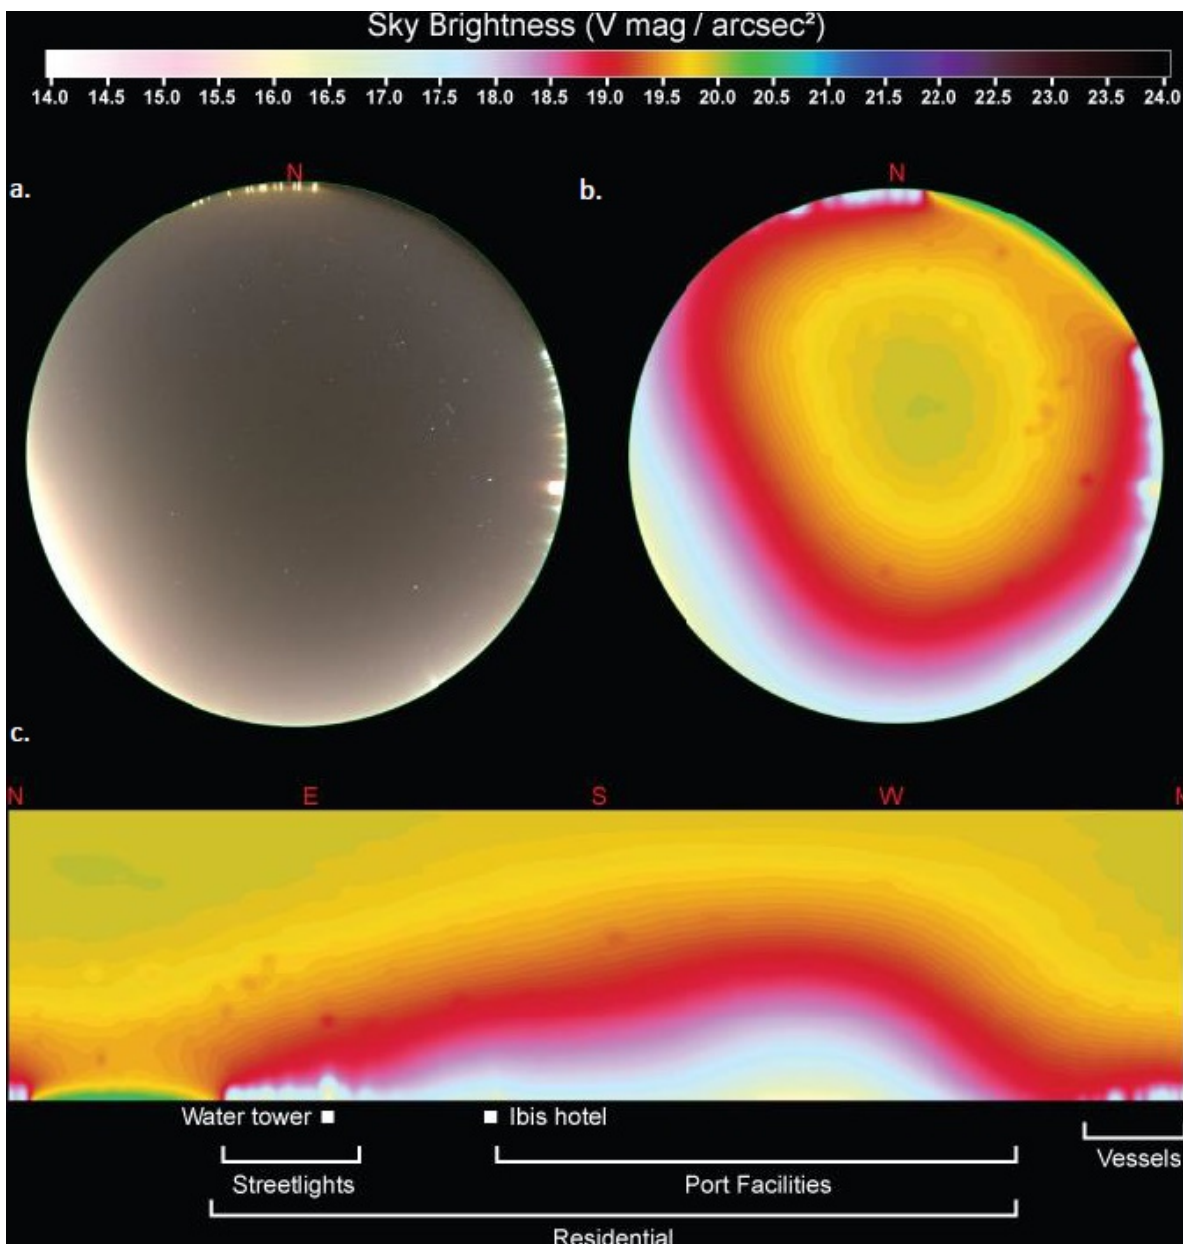 Sky Brightness (V mag / arcsec²)
14.0 14.5 15.0 15.5 16.0 16.5 17.0 17.5 18.0 18.5 19.0 19.5 20.0 20.5 21.0 21.5 22.0 22.5 23.0 23.5 24.0
a.
N
b.
N
c.
N E S W
Water tower
Ibis hotel
Streetlights
Port Facilities
Vessels
Residential